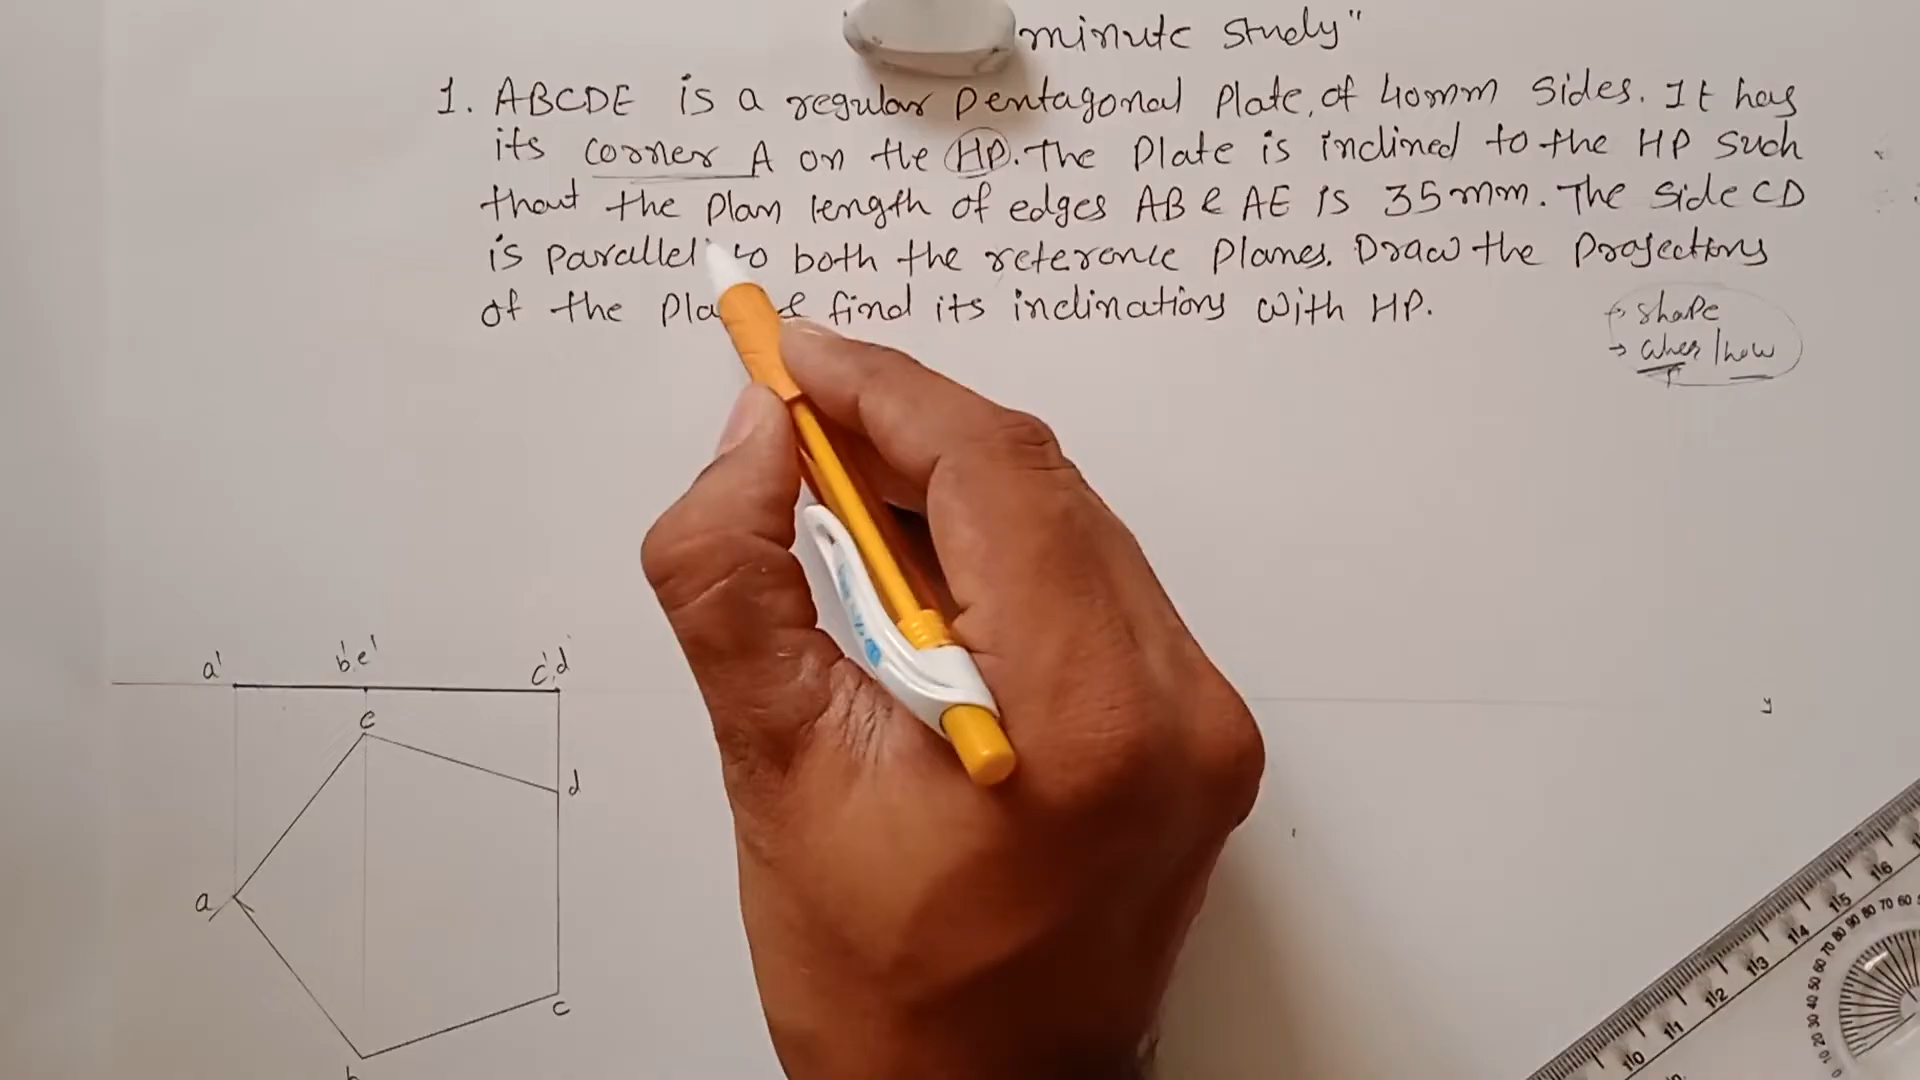 minute study"
1. ABCDE is a regular pentagonal plate, of 40mm sides. It has
its corner A on the HP. The plate is inclined to the HP such
that the plan length of edges AB & AE is 35mm. The side CD
is parallel to both the reference planes. Draw the projections
of the & find its inclinations with HP.
→ shape
→ when / how
a' b'e' c'd'
e
d
a
c
b
y